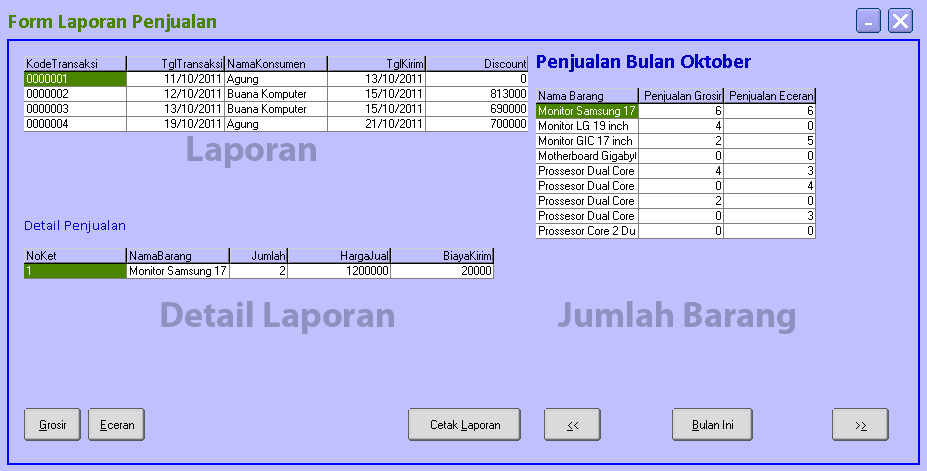 Form Laporan Penjualan
KodeTransaksi TglTransaksi NamaKonsumen TglKirim Discount
0000001 11/10/2011 Agung 13/10/2011 0
0000002 12/10/2011 Buana Komputer 15/10/2011 813000
0000003 13/10/2011 Buana Komputer 15/10/2011 690000
0000004 19/10/2011 Agung 21/10/2011 700000
Laporan
Detail Penjualan
NoKet NamaBarang Jumlah HargaJual BiayaKirim
1 Monitor Samsung 17 2 1200000 20000
Detail Laporan
Penjualan Bulan Oktober
Nama Barang Penjualan Grosir Penjualan Eceran
Monitor Samsung 17 6 6
Monitor LG 19 inch 4 0
Monitor GIC 17 inch 2 5
Motherboard Gigaby 0 0
Prossesor Dual Core 4 3
Prossesor Dual Core 0 4
Prossesor Dual Core 2 0
Prossesor Dual Core 0 3
Prossesor Core 2 Du 0 0
Jumlah Barang
Grosir Eceran Cetak Laporan << Bulan Ini >>